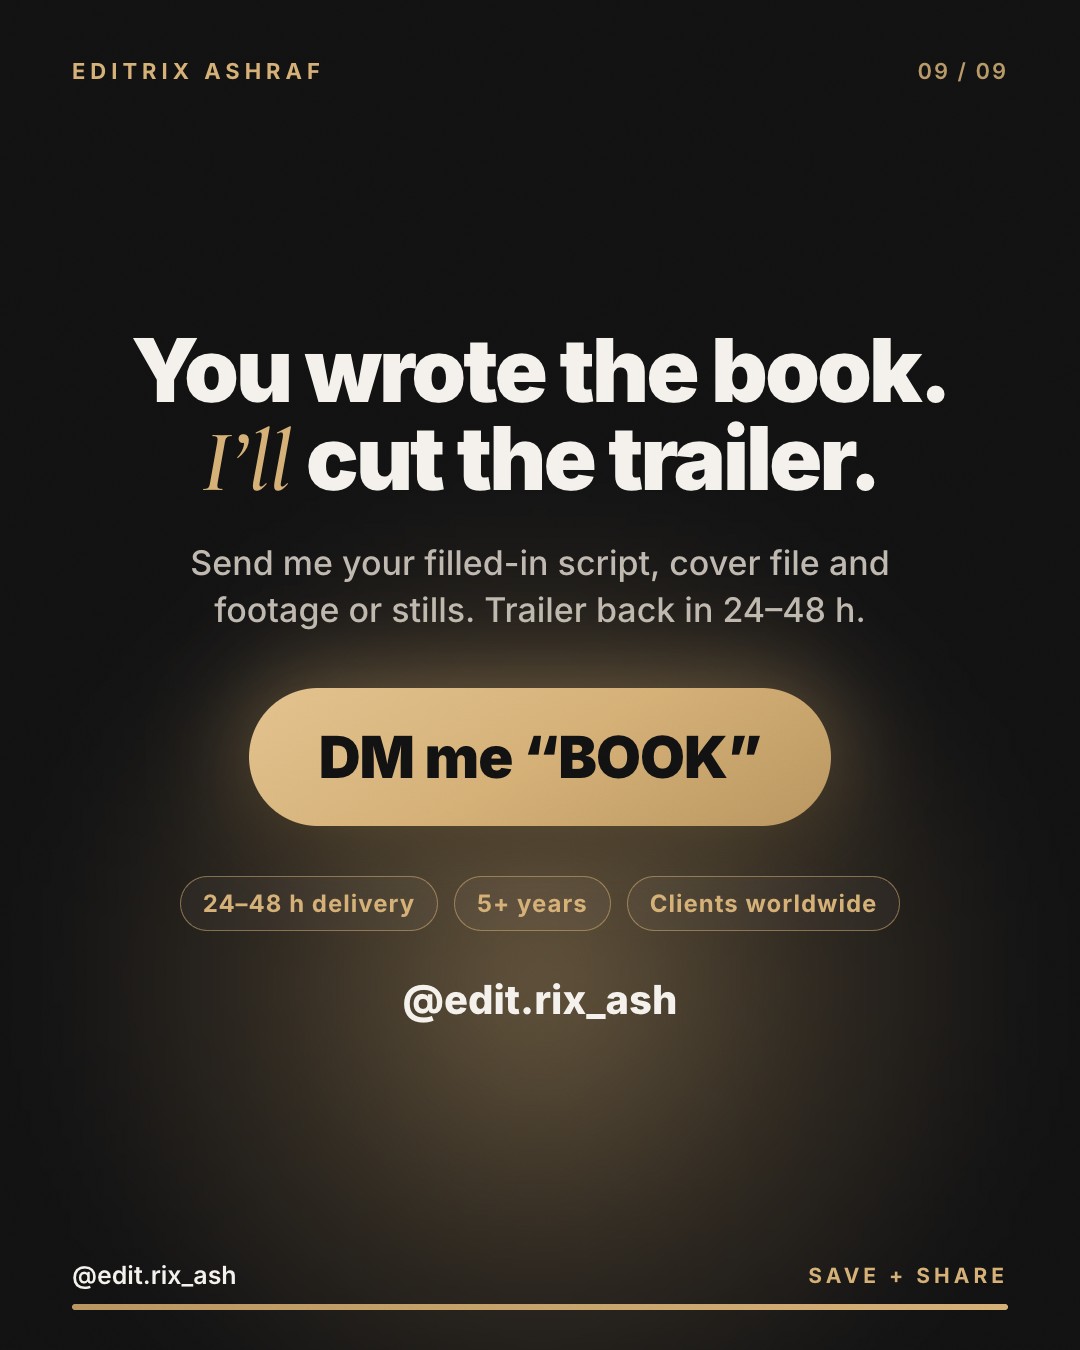 EDITRIX ASHRAF
09 / 09
You wrote the book.
I’ll cut the trailer.
Send me your filled-in script, cover file and
footage or stills. Trailer back in 24–48 h.
DM me “BOOK”
24–48 h delivery
5+ years
Clients worldwide
@edit.rix_ash
@edit.rix_ash
SAVE + SHARE